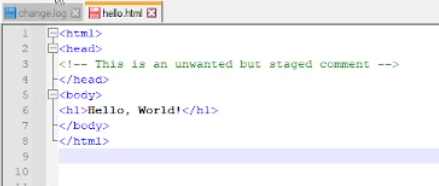 change.log hello.html
1 <html>
2 <head>
3 <!-- This is an unwanted but staged comment -->
4 </head>
5 <body>
6 <h1>Hello, World!</h1>
7 </body>
8 </html>
9
10